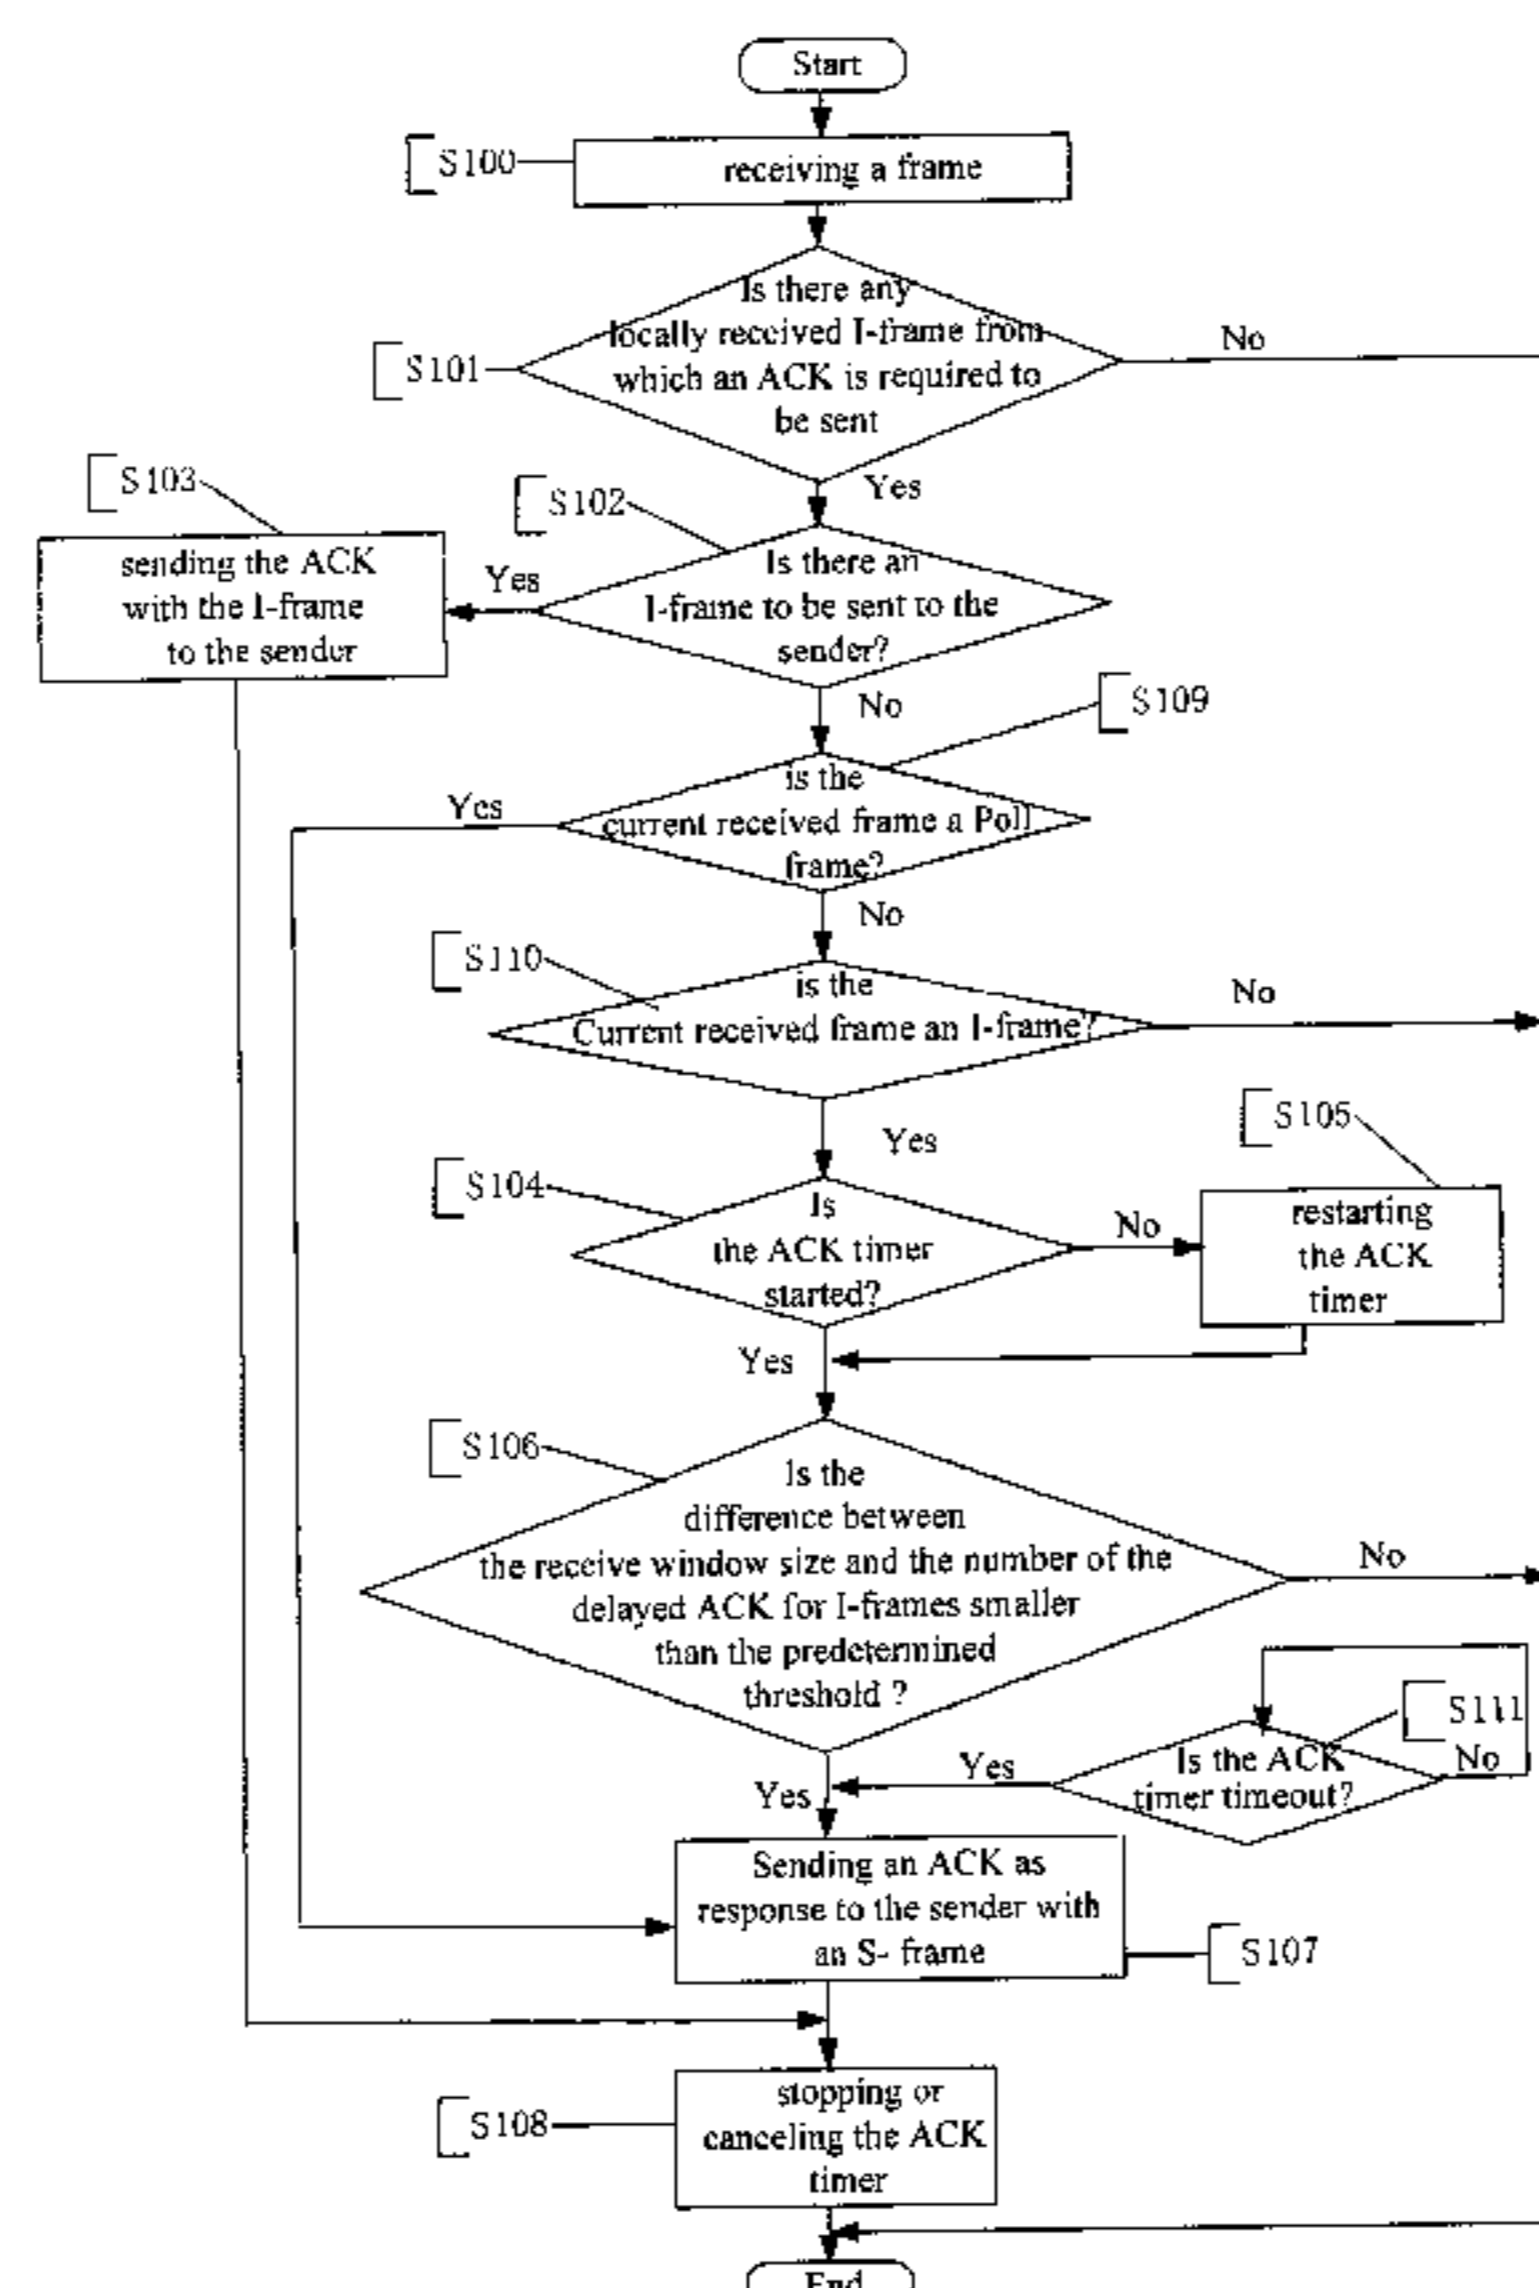 Start
S100
receiving a frame
Is there any
locally received I-frame from
which an ACK is required to
be sent
No
S101
Yes
S103
S102
sending the ACK
with the I-frame
to the sender
Yes
Is there an
I-frame to be sent to the
sender?
No
S109
is the
current received frame a Poll
frame?
Yes
No
S110
is the
Current received frame an I-frame?
No
Yes
S105
S104
Is
the ACK timer
started?
No
restarting
the ACK
timer
Yes
S106
Is the
difference between
the receive window size and the number of the
delayed ACK for I-frames smaller
than the predetermined
threshold ?
No
S111
Is the ACK
timer timeout?
No
Yes
Yes
Sending an ACK as
response to the sender with
an S- frame
S107
S108
stopping or
canceling the ACK
timer
End